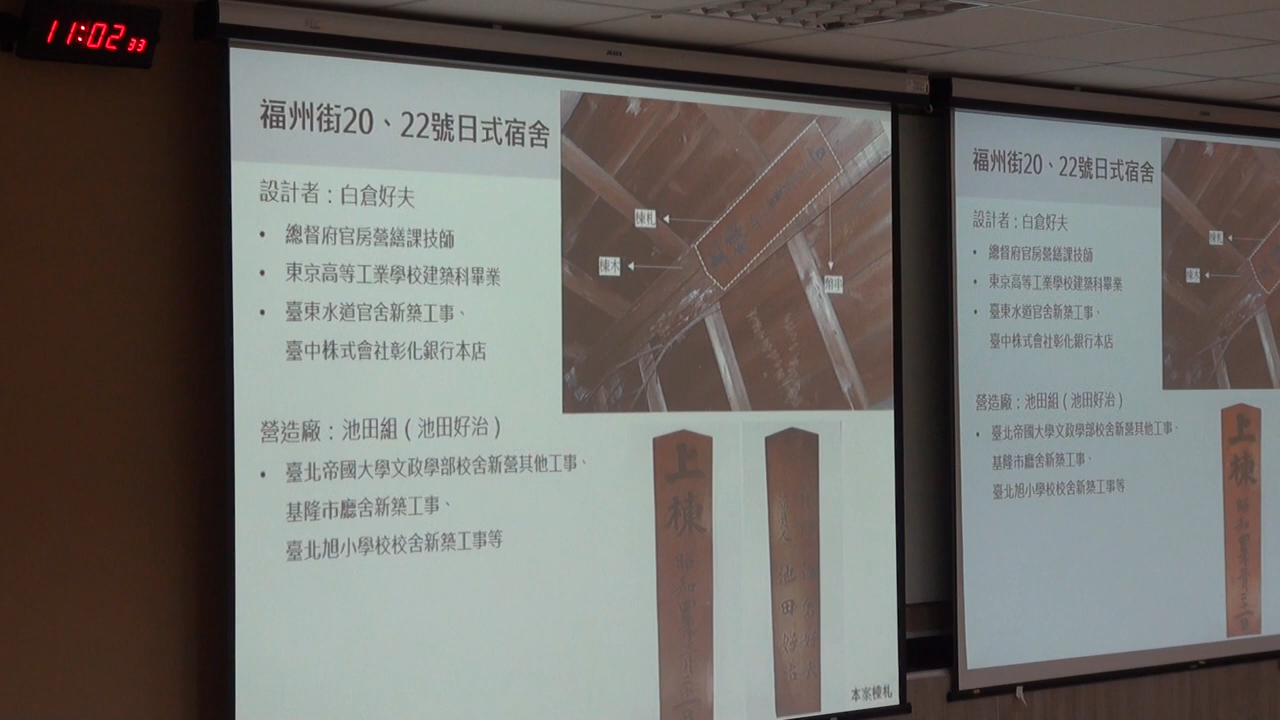 11:02 33
福州街20、22號日式宿舍
設計者：白倉好夫
• 總督府官房營繕課技師
• 東京高等工業學校建築科畢業
• 臺東水道官舍新築工事、
臺中株式會社彰化銀行本店
營造廠：池田組（池田好治）
• 臺北帝國大學文政學部校舍新營其他工事、
基隆市廳舍新築工事、
臺北旭小學校校舍新築工事等
棟札
棟木
幣串
上棟
昭和
池田好治
倉好夫
本案棟札
福州街20、22號日式宿舍
設計者：白倉好夫
• 總督府官房營繕課技師
• 東京高等工業學校建築科畢業
• 臺東水道官舍新築工事、
臺中株式會社彰化銀行本店
營造廠：池田組（池田好治）
• 臺北帝國大學文政學部校舍新營其他工事、
基隆市廳舍新築工事、
臺北旭小學校校舍新築工事等
棟札
棟木
上棟
昭和